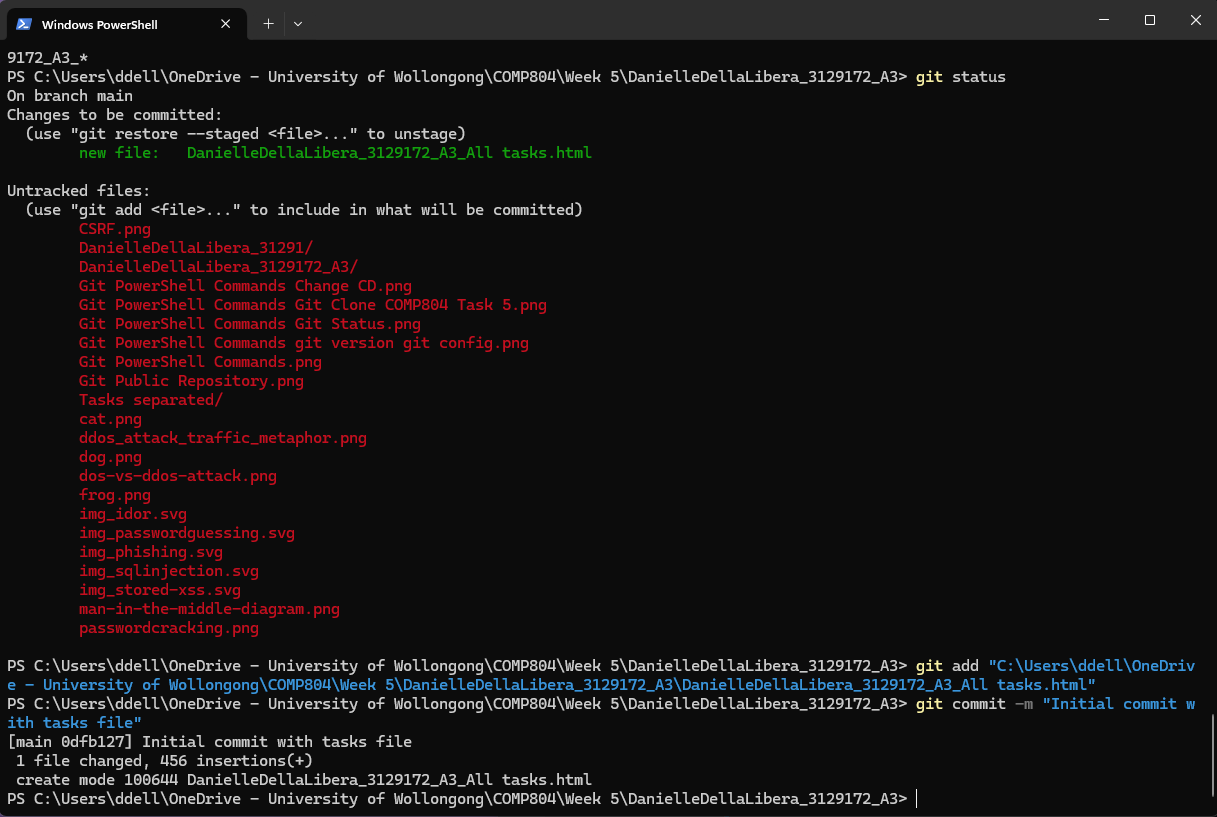 Windows PowerShell
9172_A3_*
PS C:\Users\ddell\OneDrive - University of Wollongong\COMP804\Week 5\DanielleDellaLibera_3129172_A3> git status
On branch main
Changes to be committed:
  (use "git restore --staged <file>..." to unstage)
        new file:   DanielleDellaLibera_3129172_A3_All tasks.html

Untracked files:
  (use "git add <file>..." to include in what will be committed)
        CSRF.png
        DanielleDellaLibera_31291/
        DanielleDellaLibera_3129172_A3/
        Git PowerShell Commands Change CD.png
        Git PowerShell Commands Git Clone COMP804 Task 5.png
        Git PowerShell Commands Git Status.png
        Git PowerShell Commands git version git config.png
        Git PowerShell Commands.png
        Git Public Repository.png
        Tasks separated/
        cat.png
        ddos_attack_traffic_metaphor.png
        dog.png
        dos-vs-ddos-attack.png
        frog.png
        img_idor.svg
        img_passwordguessing.svg
        img_phishing.svg
        img_sqlinjection.svg
        img_stored-xss.svg
        man-in-the-middle-diagram.png
        passwordcracking.png

PS C:\Users\ddell\OneDrive - University of Wollongong\COMP804\Week 5\DanielleDellaLibera_3129172_A3> git add "C:\Users\ddell\OneDriv
e - University of Wollongong\COMP804\Week 5\DanielleDellaLibera_3129172_A3\DanielleDellaLibera_3129172_A3_All tasks.html"
PS C:\Users\ddell\OneDrive - University of Wollongong\COMP804\Week 5\DanielleDellaLibera_3129172_A3> git commit -m "Initial commit w
ith tasks file"
[main 0dfb127] Initial commit with tasks file
 1 file changed, 456 insertions(+)
 create mode 100644 DanielleDellaLibera_3129172_A3_All tasks.html
PS C:\Users\ddell\OneDrive - University of Wollongong\COMP804\Week 5\DanielleDellaLibera_3129172_A3>